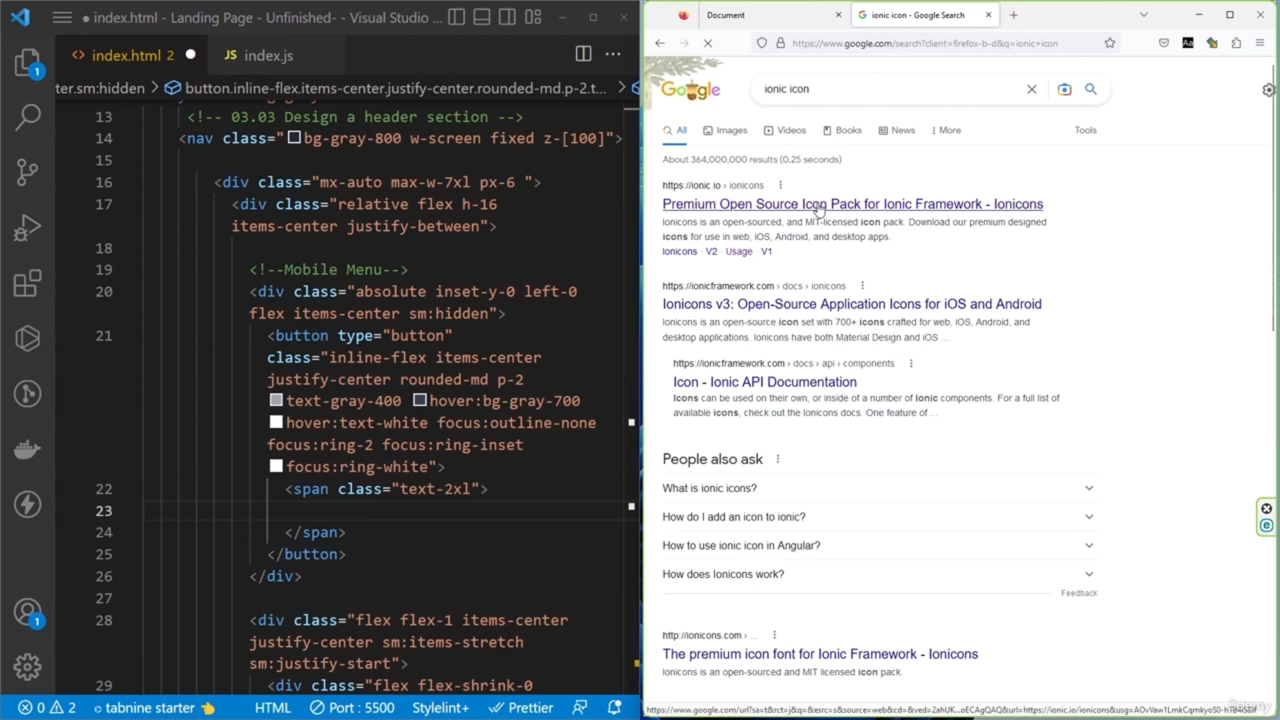 index.html - Landing Pack-2 - Unfinished - Visual Studio
Document
ionic icon - Google Search
https://www.google.com/search?client=firefox-b-d&q=ionic+icon
index.html 2
JS
1
ter.sm:hidden
button.inline-flex.items-center.justify-center.rounded-md.p-2.t...
13
<!-- 03.03 Design a header section -->
14
<div class="bg-gray-800 w-screen fixed z-[100]">
15
16
<div class="mx-auto max-w-7xl px-6 ">
17
<div class="relative flex h-16
items-center justify-between">
18
19
<!--Mobile Menu-->
20
<div class="absolute inset-y-0 left-0
flex items-center sm:hidden">
21
<button type="button"
class="inline-flex items-center
justify-center rounded-md p-2
text-gray-400 hover:bg-gray-700
hover:text-white focus:outline-none
focus:ring-2 focus:ring-inset
focus:ring-white">
22
<span class="text-2xl">
23
24
</span>
25
</button>
26
</div>
27
28
<div class="flex flex-1 items-center
justify-center sm:items-stretch
sm:justify-start">
29
<div class="flex flex-shrink-0
1
0
2
tabnine starter
HTML
Port : 5500
Stylelint+
Google
ionic icon
All
Images
Videos
Books
News
More
Tools
About 364,000,000 results (0.25 seconds)
https://ionic.io › ionicons
Premium Open Source Icon Pack for Ionic Framework - Ionicons
Ionicons is an open-sourced, and MIT-licensed icon pack. Download our premium designed
icons for use in web, iOS, Android, and desktop apps.
Ionicons · V2 · Usage · V1
https://ionicframework.com › docs › ionicons
Ionicons v3: Open-Source Application Icons for iOS and Android
Ionicons is an open-source icon set with 700+ icons crafted for web, iOS, Android, and
desktop applications. Ionicons have both Material Design and iOS ...
https://ionicframework.com › docs › api › components
Icon - Ionic API Documentation
Icons can be used on their own, or inside of a number of Ionic components. For a full list of
available icons, check out the Ionicons docs. One feature of ...
People also ask
What is ionic icons?
How do I add an icon to ionic?
How to use ionic icon in Angular?
How does Ionicons work?
Feedback
http://ionicons.com › ...
The premium icon font for Ionic Framework - Ionicons
Ionicons is an open-sourced and MIT licensed icon pack.
Udemy